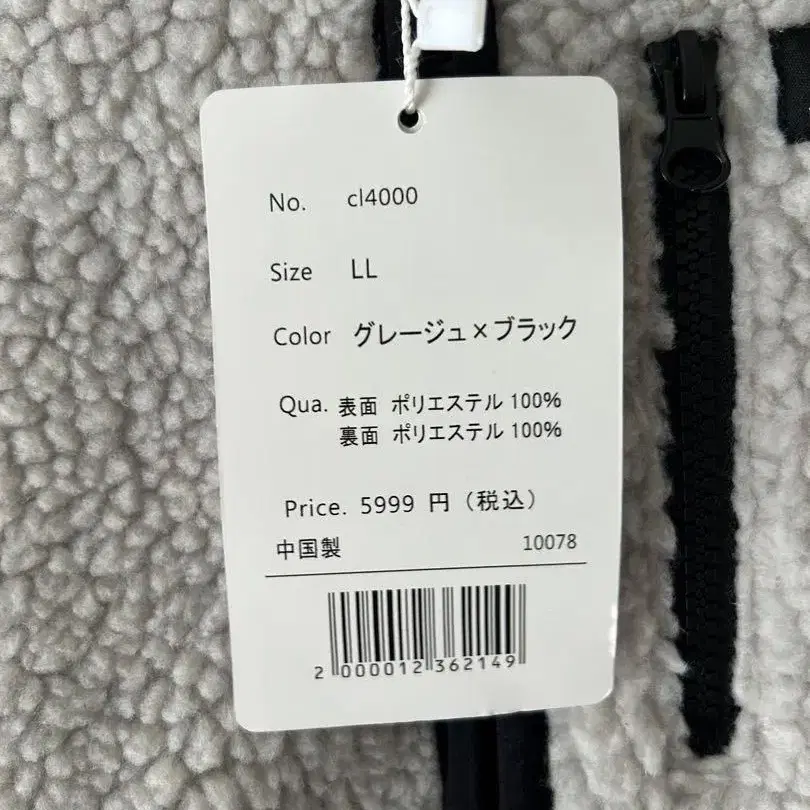 No. cl4000
Size LL
Color グレージュ×ブラック
Qua. 表面 ポリエステル 100%
裏面 ポリエステル 100%
Price. 5999 円（税込）
中国製 10078
2 000012 362149